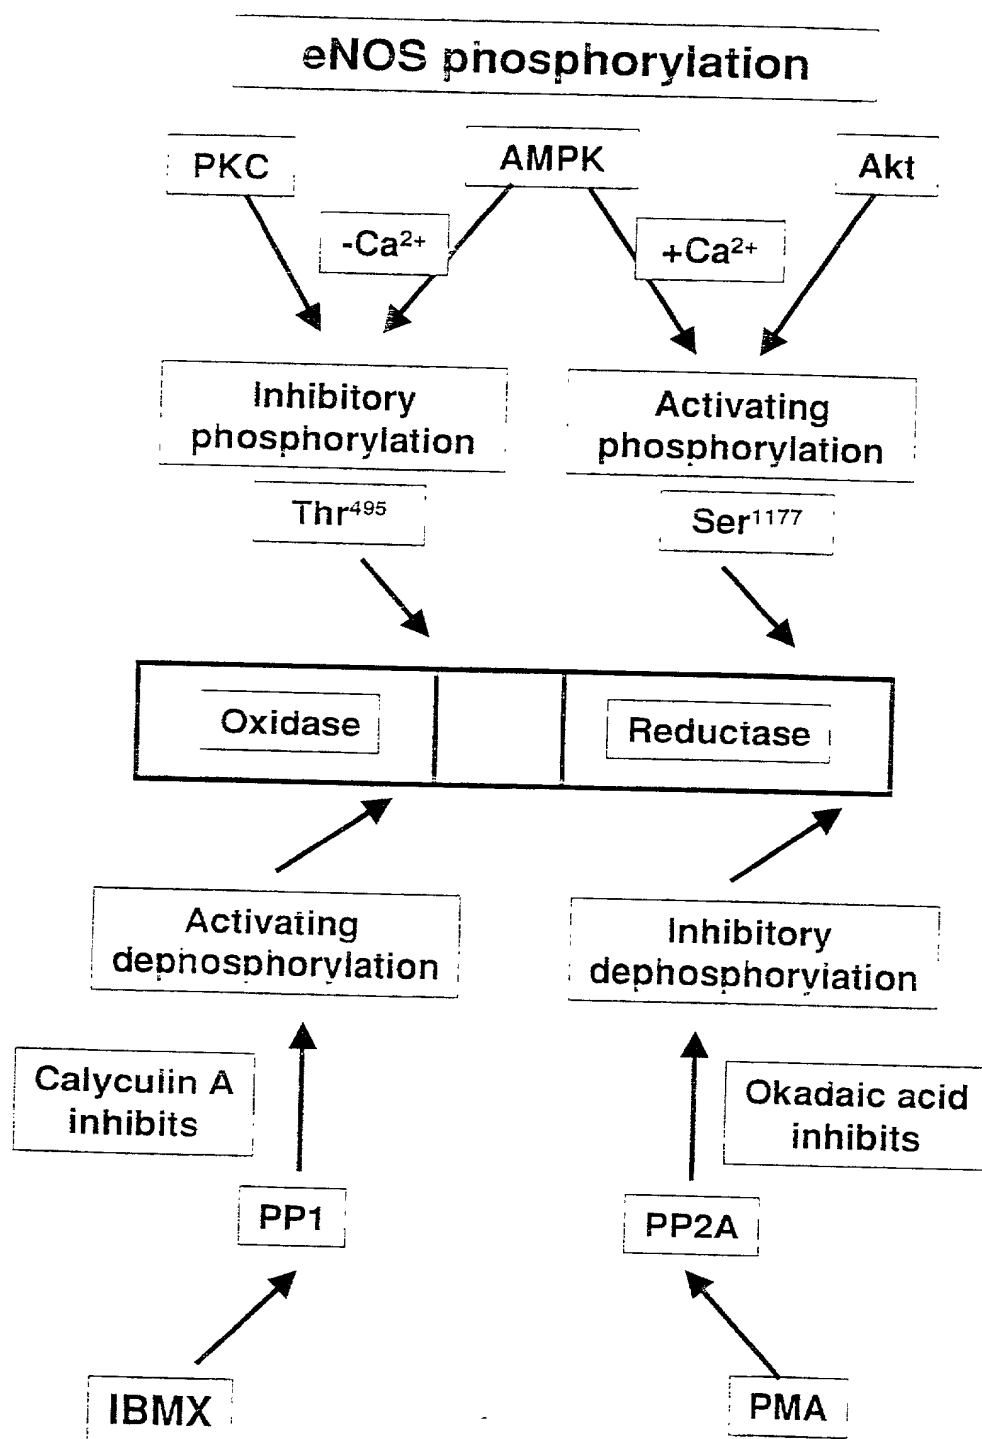 eNOS phosphorylation
PKC
AMPK
Akt
-Ca²⁺
+Ca²⁺
Inhibitory
phosphorylation
Activating
phosphorylation
Thr⁴⁹⁵
Ser¹¹⁷⁷
Oxidase
Reductase
Activating
dephosphorylation
Inhibitory
dephosphorylation
Calyculin A
inhibits
Okadaic acid
inhibits
PP1
PP2A
IBMX
PMA